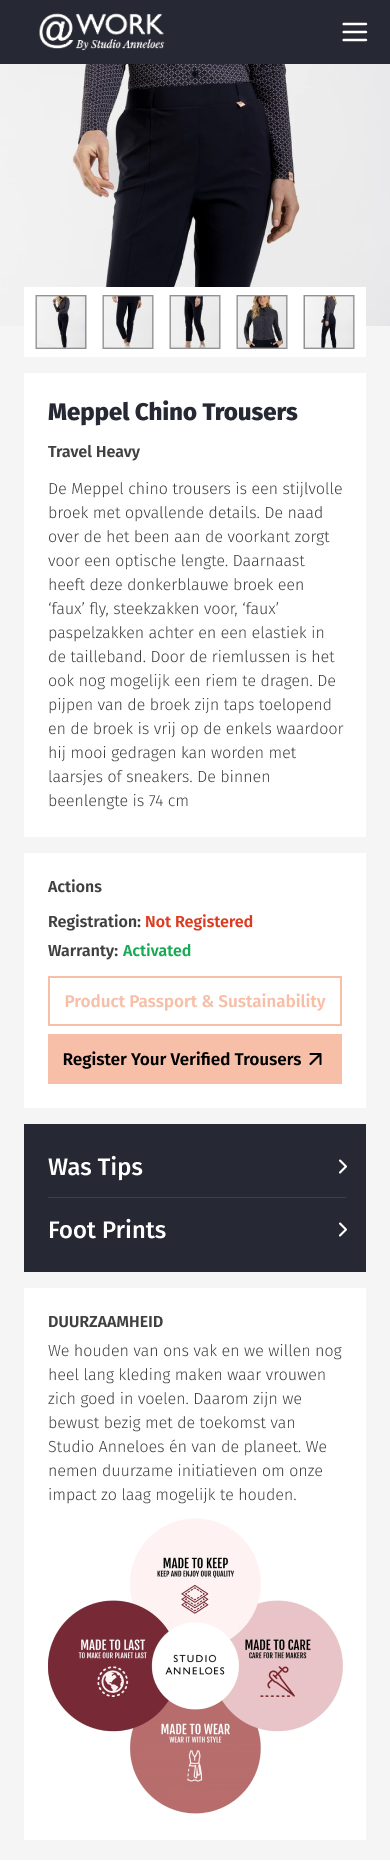 @WORK
By Studio Anneloes
Meppel Chino Trousers
Travel Heavy
De Meppel chino trousers is een stijlvolle
broek met opvallende details. De naad
over de het been aan de voorkant zorgt
voor een optische lengte. Daarnaast
heeft deze donkerblauwe broek een
‘faux’ fly, steekzakken voor, ‘faux’
paspelzakken achter en een elastiek in
de tailleband. Door de riemlussen is het
ook nog mogelijk een riem te dragen. De
pijpen van de broek zijn taps toelopend
en de broek is vrij op de enkels waardoor
hij mooi gedragen kan worden met
laarsjes of sneakers. De binnen
beenlengte is 74 cm
Actions
Registration: Not Registered
Warranty: Activated
Product Passport & Sustainability
Register Your Verified Trousers
Was Tips
Foot Prints
DUURZAAMHEID
We houden van ons vak en we willen nog
heel lang kleding maken waar vrouwen
zich goed in voelen. Daarom zijn we
bewust bezig met de toekomst van
Studio Anneloes én van de planeet. We
nemen duurzame initiatieven om onze
impact zo laag mogelijk te houden.
MADE TO KEEP
KEEP AND ENJOY OUR QUALITY
MADE TO LAST
TO MAKE OUR PLANET LAST
STUDIO
ANNELOES
MADE TO CARE
CARE FOR THE MAKERS
MADE TO WEAR
WEAR IT WITH STYLE